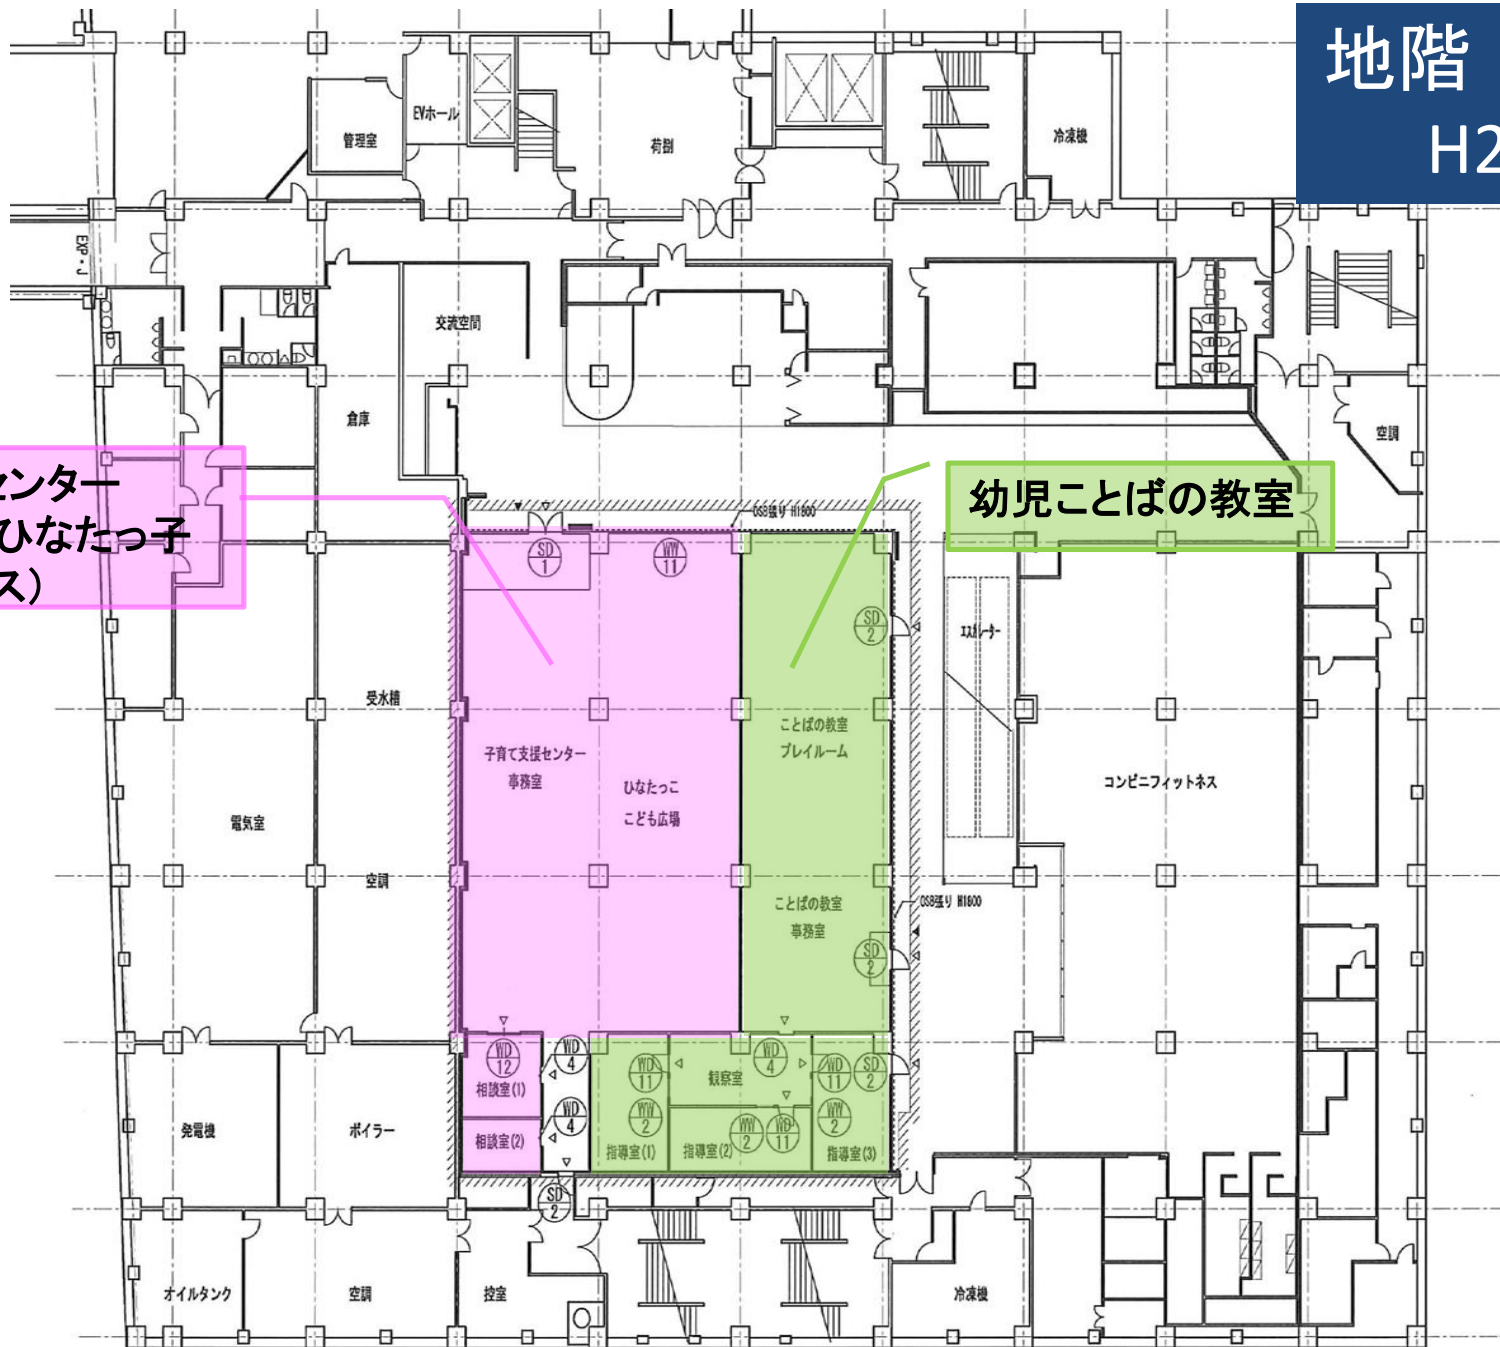 地階
H2
EVホール
管理室
荷捌
冷凍機
EXP・J
交流空間
倉庫
空調
センター
ひなたっ子
ス)
幼児ことばの教室
OSB張り H1800
SD
1
WW
11
SD
2
エスカレーター
受水槽
子育て支援センター
事務室
ひなたっこ
こども広場
ことばの教室
プレイルーム
コンビニフィットネス
電気室
空調
ことばの教室
事務室
OSB張り H1800
SD
2
WD
12
WD
4
WD
11
WD
4
WD
11
SD
2
相談室(1)
観察室
WD
4
WW
2
WW
2
WD
11
WW
2
相談室(2)
指導室(1)
指導室(2)
指導室(3)
発電機
ボイラー
SD
2
オイルタンク
空調
控室
冷凍機